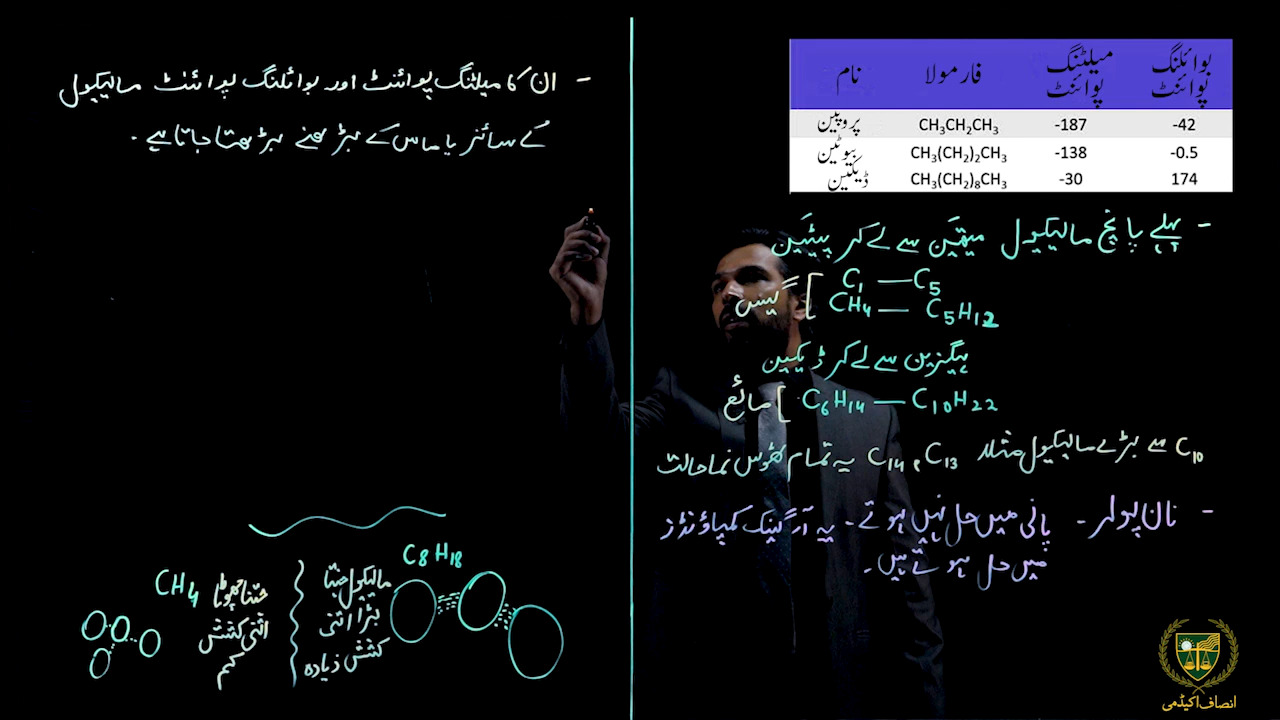 نام فارمولا میلٹنگ پوائنٹ بوائلنگ پوائنٹ
پروپین CH₃CH₂CH₃ -187 -42
بیوٹین CH₃(CH₂)₂CH₃ -138 -0.5
ڈیکین CH₃(CH₂)₈CH₃ -30 174
- پہلے پانچ مالیکیول میتھین سے لے کر پینٹین
C₁ — C₅
CH₄ — C₅H₁₂ ] گیس
ہیگزین سے لے کر ڈیکین
C₆H₁₄ — C₁₀H₂₂ ] مائع
C₁₀ سے بڑے مالیکیول مثلاً C₁₃ ، C₁₄ یہ تمام ٹھوس نما حالت
- نان پولر ۔ پانی میں حل نہیں ہوتے ۔ یہ آرگینک کمپاؤنڈز
میں حل ہوتے ہیں ۔
- ان کا میلٹنگ پوائنٹ اور بوائلنگ پوائنٹ مالیکیول
کے سائز یا ماس کے بڑھنے بڑھتا جاتا ہے ۔
C₈H₁₈
مالیکیول جتنا
بڑا اتنی
کشش زیادہ
CH₄
جتنا چھوٹا
اتنی کشش
کم
انصاف اکیڈمی